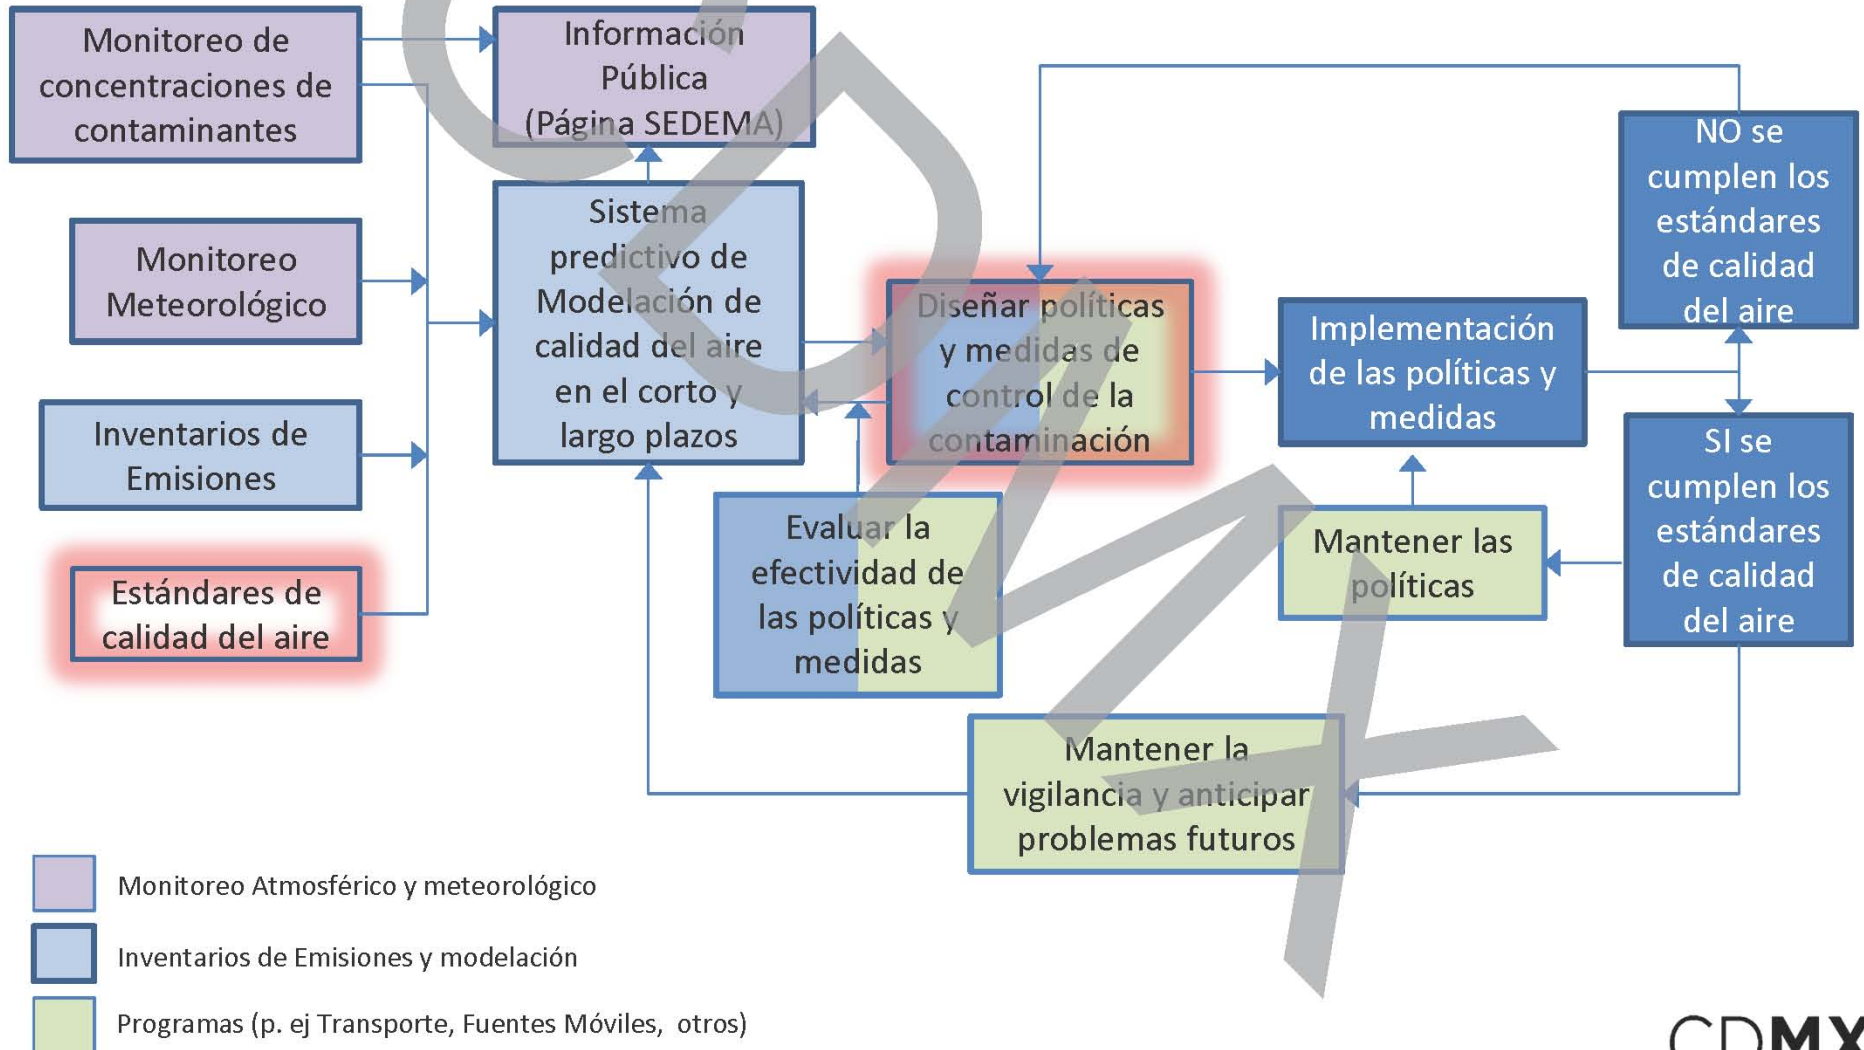 Monitoreo de
concentraciones de
contaminantes
Información
Pública
(Página SEDEMA)
Monitoreo
Meteorológico
Inventarios de
Emisiones
Estándares de
calidad del aire
Sistema
predictivo de
Modelación de
calidad del aire
en el corto y
largo plazos
Diseñar políticas
y medidas de
control de la
contaminación
Evaluar la
efectividad de
las políticas y
medidas
Implementación
de las políticas y
medidas
NO se
cumplen los
estándares
de calidad
del aire
SI se
cumplen los
estándares
de calidad
del aire
Mantener las
políticas
Mantener la
vigilancia y anticipar
problemas futuros
Monitoreo Atmosférico y meteorológico
Inventarios de Emisiones y modelación
Programas (p. ej Transporte, Fuentes Móviles, otros)
CDMX
CDMX